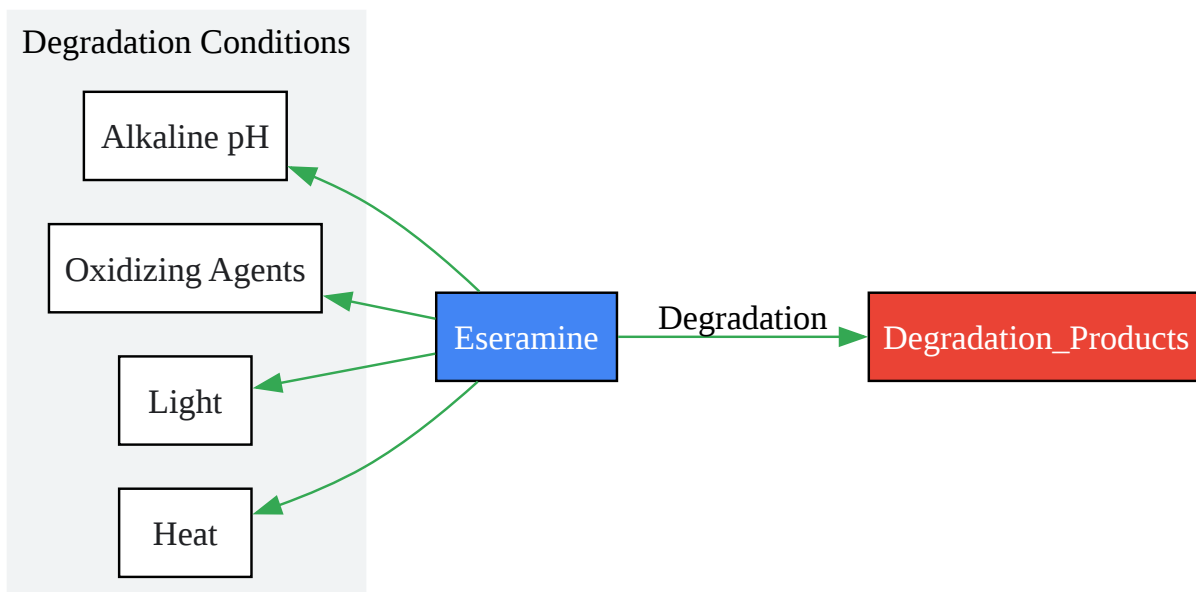 Degradation Conditions
Alkaline pH
Oxidizing Agents
Light
Heat
Eseramine
Degradation
Degradation_Products